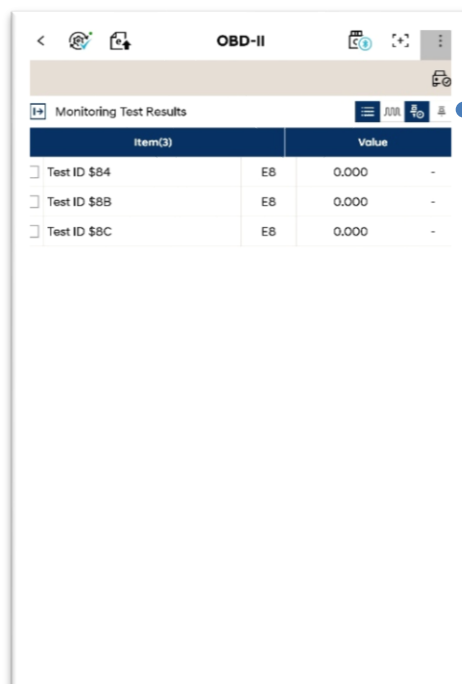 OBD-II
Monitoring Test Results
Item(3) Value
Test ID $84 E8 0.000 -
Test ID $8B E8 0.000 -
Test ID $8C E8 0.000 -